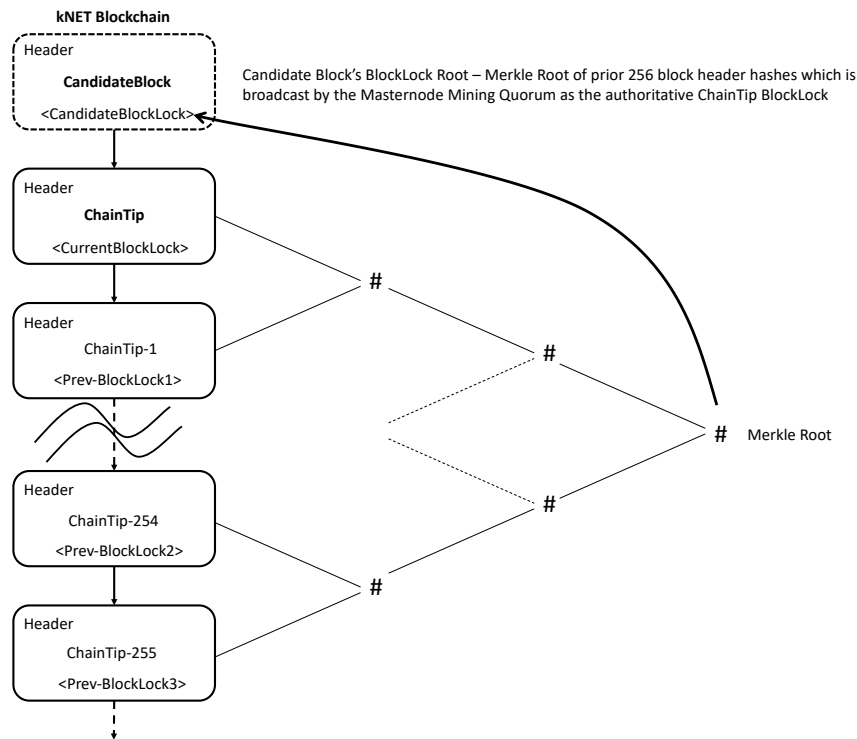 kNET Blockchain
Header
CandidateBlock
<CandidateBlockLock>
Candidate Block's BlockLock Root – Merkle Root of prior 256 block header hashes which is
broadcast by the Masternode Mining Quorum as the authoritative ChainTip BlockLock
Header
ChainTip
<CurrentBlockLock>
#
Header
ChainTip-1
<Prev-BlockLock1>
#
# Merkle Root
Header
ChainTip-254
<Prev-BlockLock2>
#
#
Header
ChainTip-255
<Prev-BlockLock3>